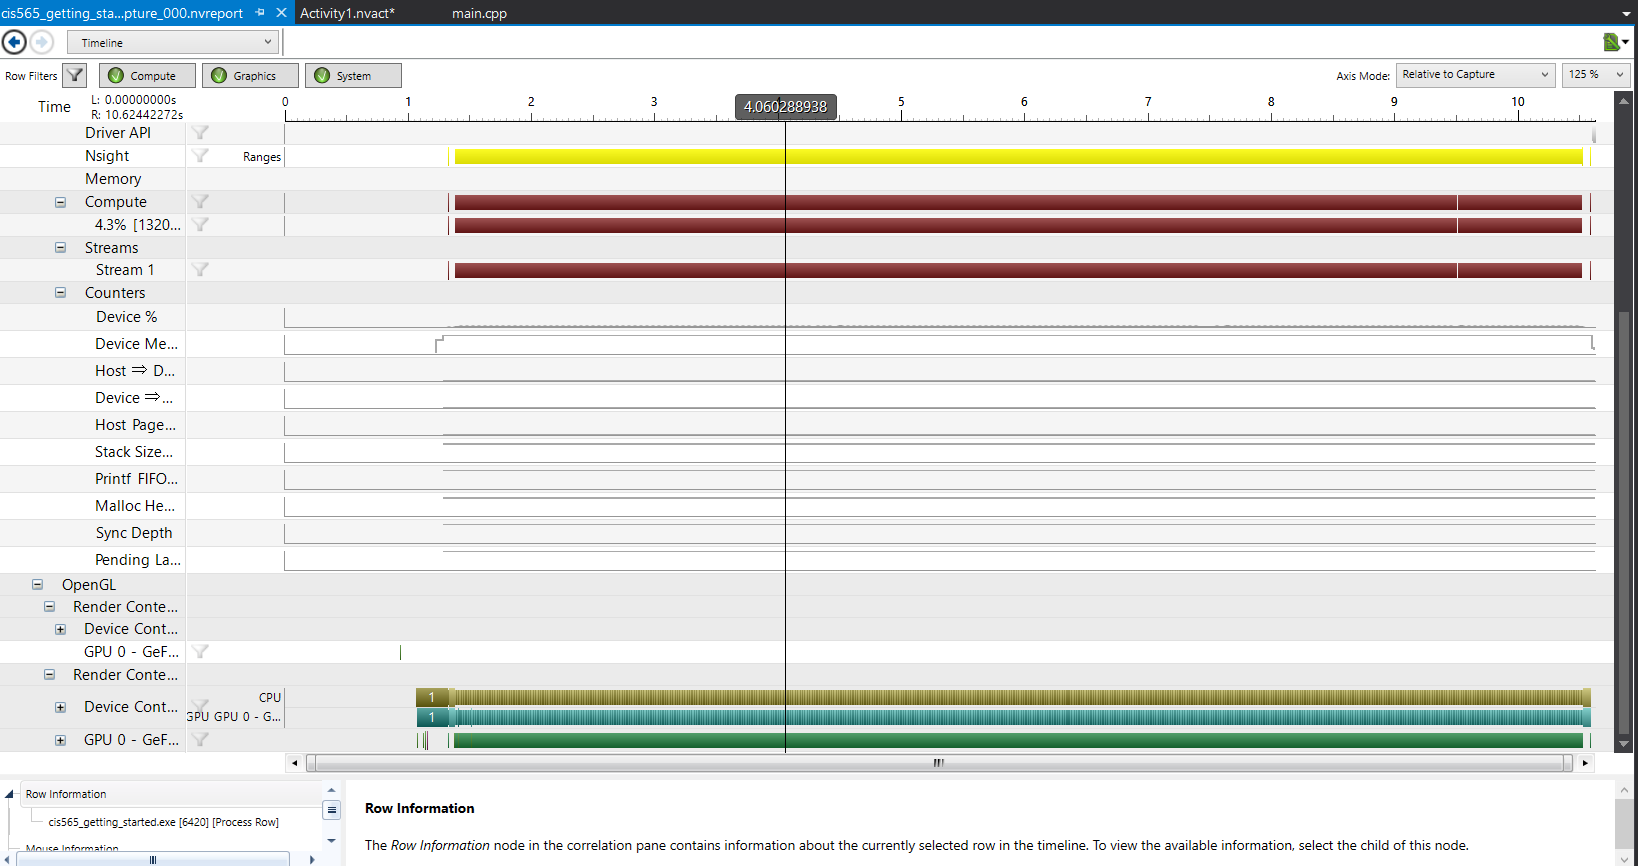 cis565_getting_sta...pture_000.nvreport Activity1.nvact* main.cpp
Timeline
Row Filters Compute Graphics System Axis Mode: Relative to Capture 125 %
Time L: 0.00000000s
R: 10.62442272s
0 1 2 3 4.060288938 5 6 7 8 9 10
Driver API
Nsight Ranges
Memory
Compute
4.3% [1320...
Streams
Stream 1
Counters
Device %
Device Me...
Host ⇒ D...
Device ⇒...
Host Page...
Stack Size...
Printf FIFO...
Malloc He...
Sync Depth
Pending La...
OpenGL
Render Conte...
Device Cont...
GPU 0 - GeF...
Render Conte...
CPU 1
Device Cont...
GPU GPU 0 - G... 1
GPU 0 - GeF...
Row Information
cis565_getting_started.exe [6420] [Process Row]
Mouse Information
Row Information
The Row Information node in the correlation pane contains information about the currently selected row in the timeline. To view the available information, select the child of this node.